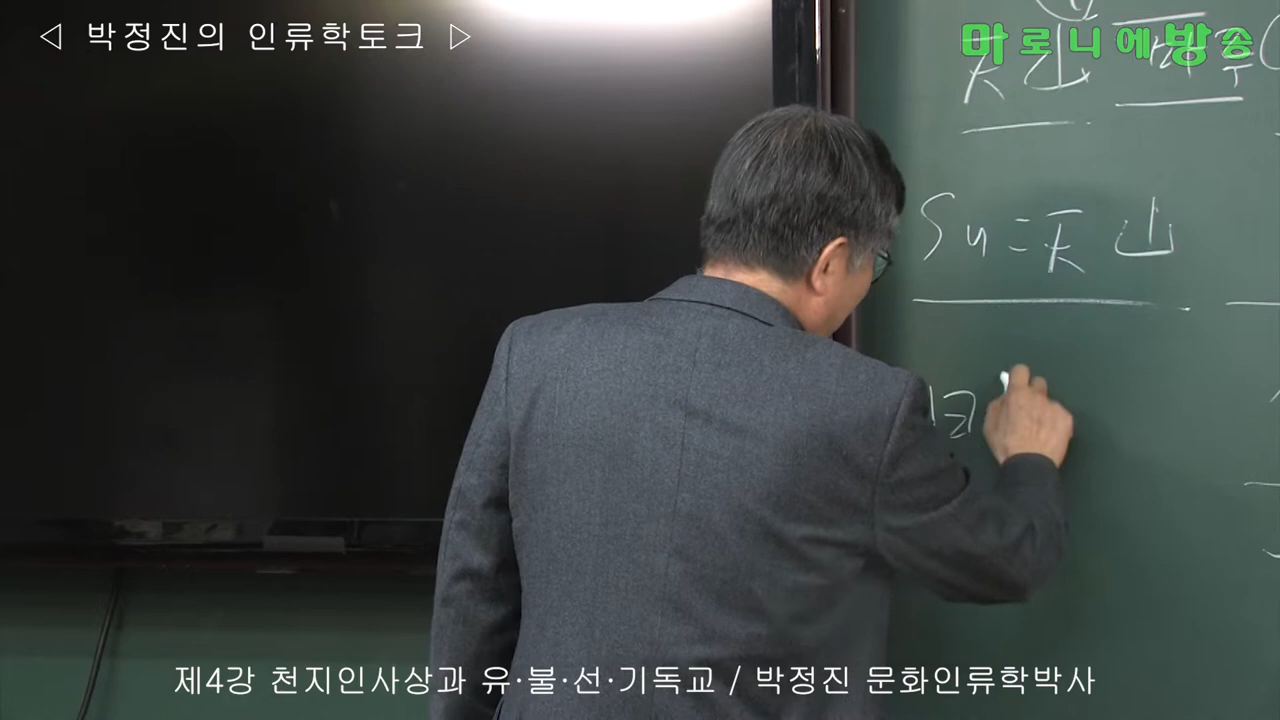 ◁ 박정진의 인류학토크 ▷
마로니에방송
天山
Su = 天山
제4강 천지인사상과 유·불·선·기독교 / 박정진 문화인류학박사